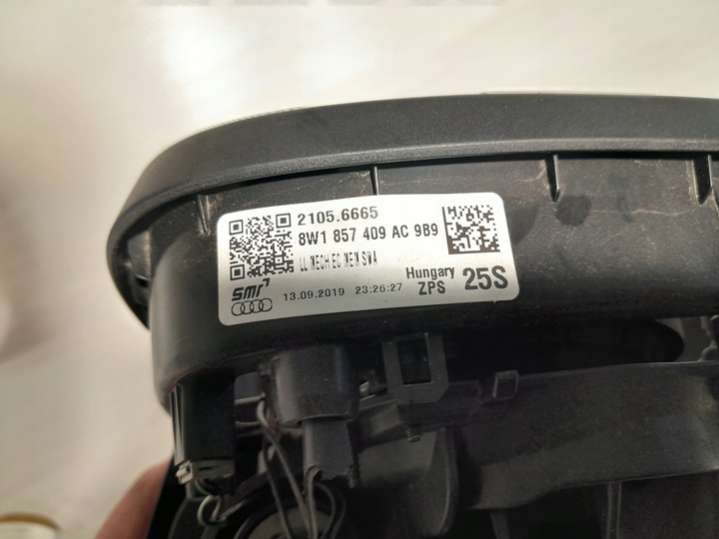 2105.6665
8W1 857 409 AC 9B9
smr
13.09.2019 23:26:27
Hungary
ZPS
25S